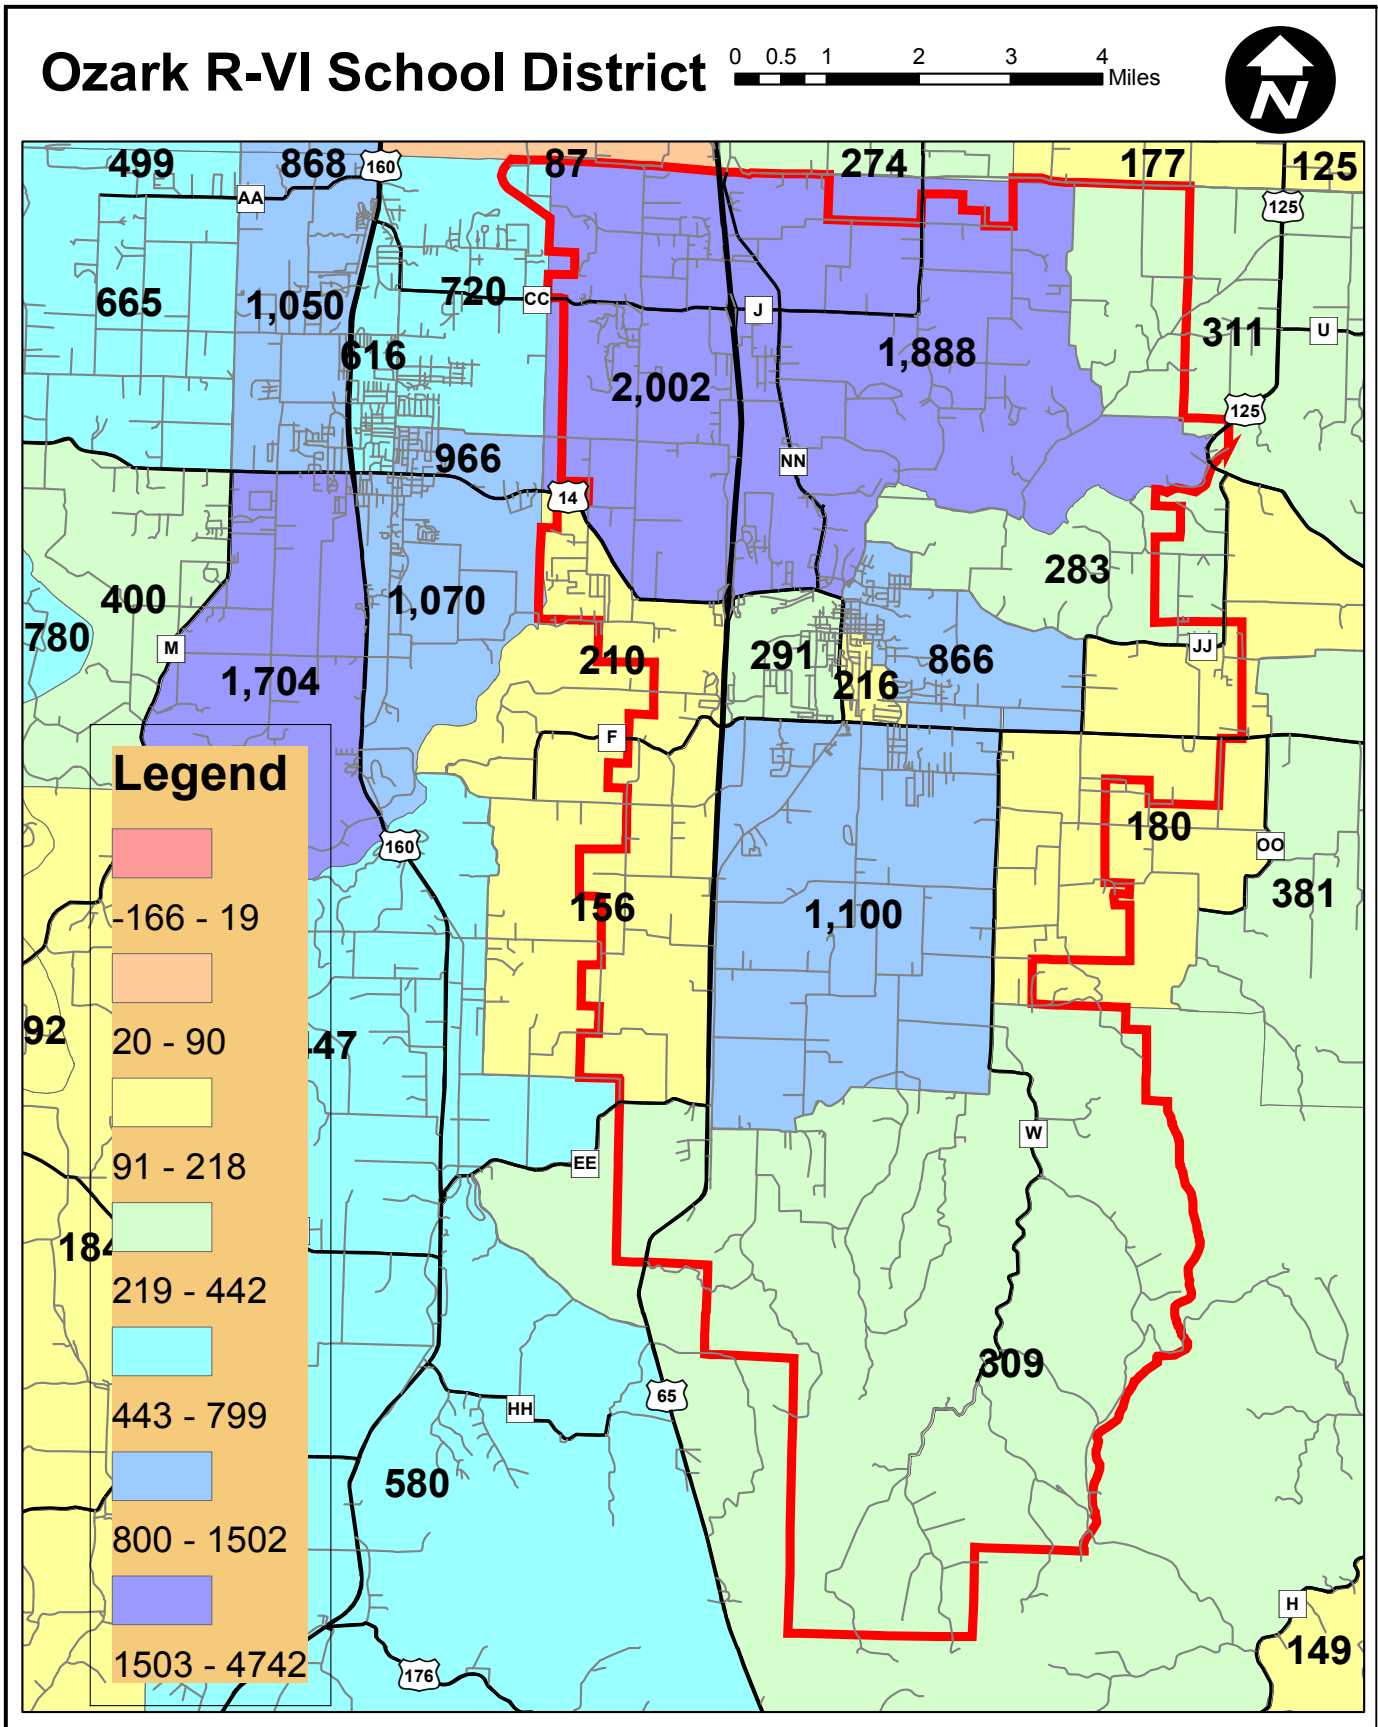 Ozark R-VI School District
0 0.5 1 2 3 4
Miles
N
499 868 160 87 274 177 125
AA 125
665 1,050 720 CC J 311 U
616 1,888
2,002
125
966 NN
14
283
400 1,070
780 M 210 291 866 JJ
1,704 216
F
Legend
180
160 OO
381
-166 - 19 156 1,100
92 20 - 90 47
W
91 - 218 EE
184
219 - 442
309
65
443 - 799 HH
580
800 - 1502
H
149
1503 - 4742 176